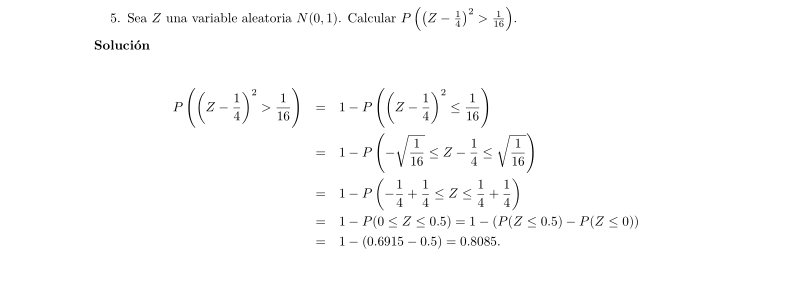 5. Sea Z una variable aleatoria N(0, 1). Calcular P((Z − 1/4)² > 1/16).
Solución
P((Z − 1/4)² > 1/16) = 1 − P((Z − 1/4)² ≤ 1/16)
= 1 − P(−√(1/16) ≤ Z − 1/4 ≤ √(1/16))
= 1 − P(−1/4 + 1/4 ≤ Z ≤ 1/4 + 1/4)
= 1 − P(0 ≤ Z ≤ 0.5) = 1 − (P(Z ≤ 0.5) − P(Z ≤ 0))
= 1 − (0.6915 − 0.5) = 0.8085.